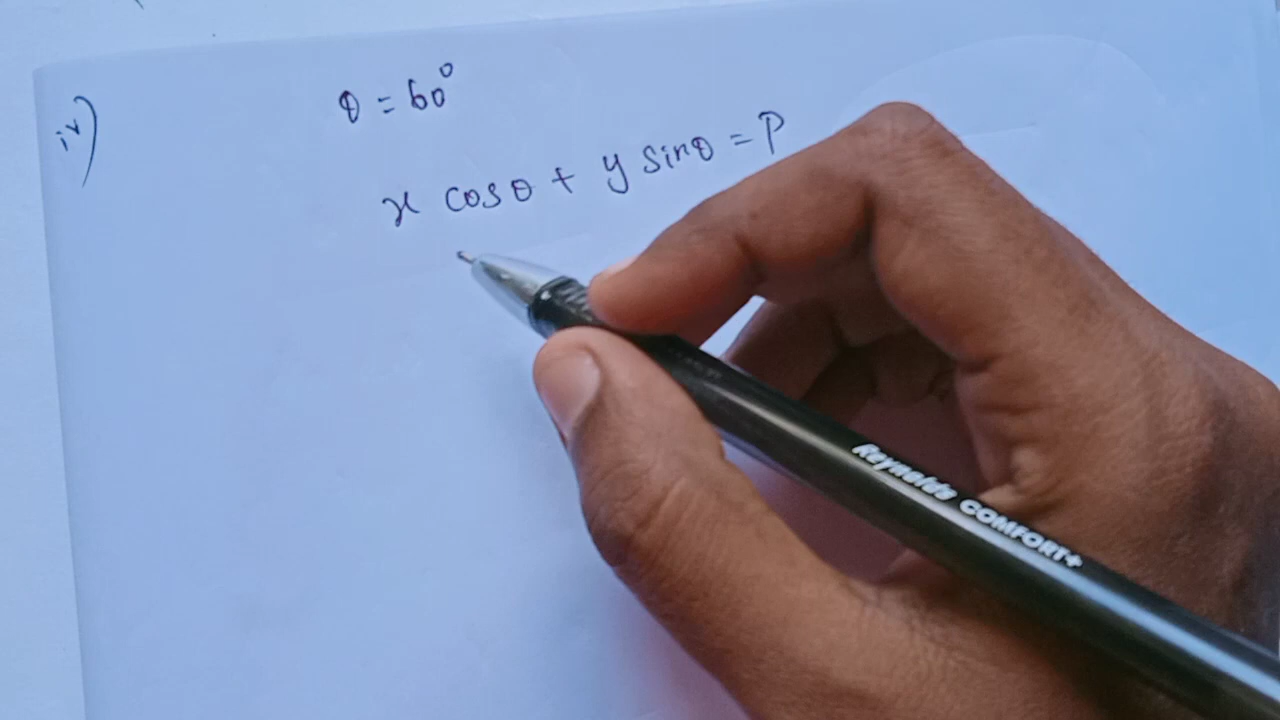 iv)
θ = 60°
x cosθ + y sinθ = P
Reynolds COMFORT+